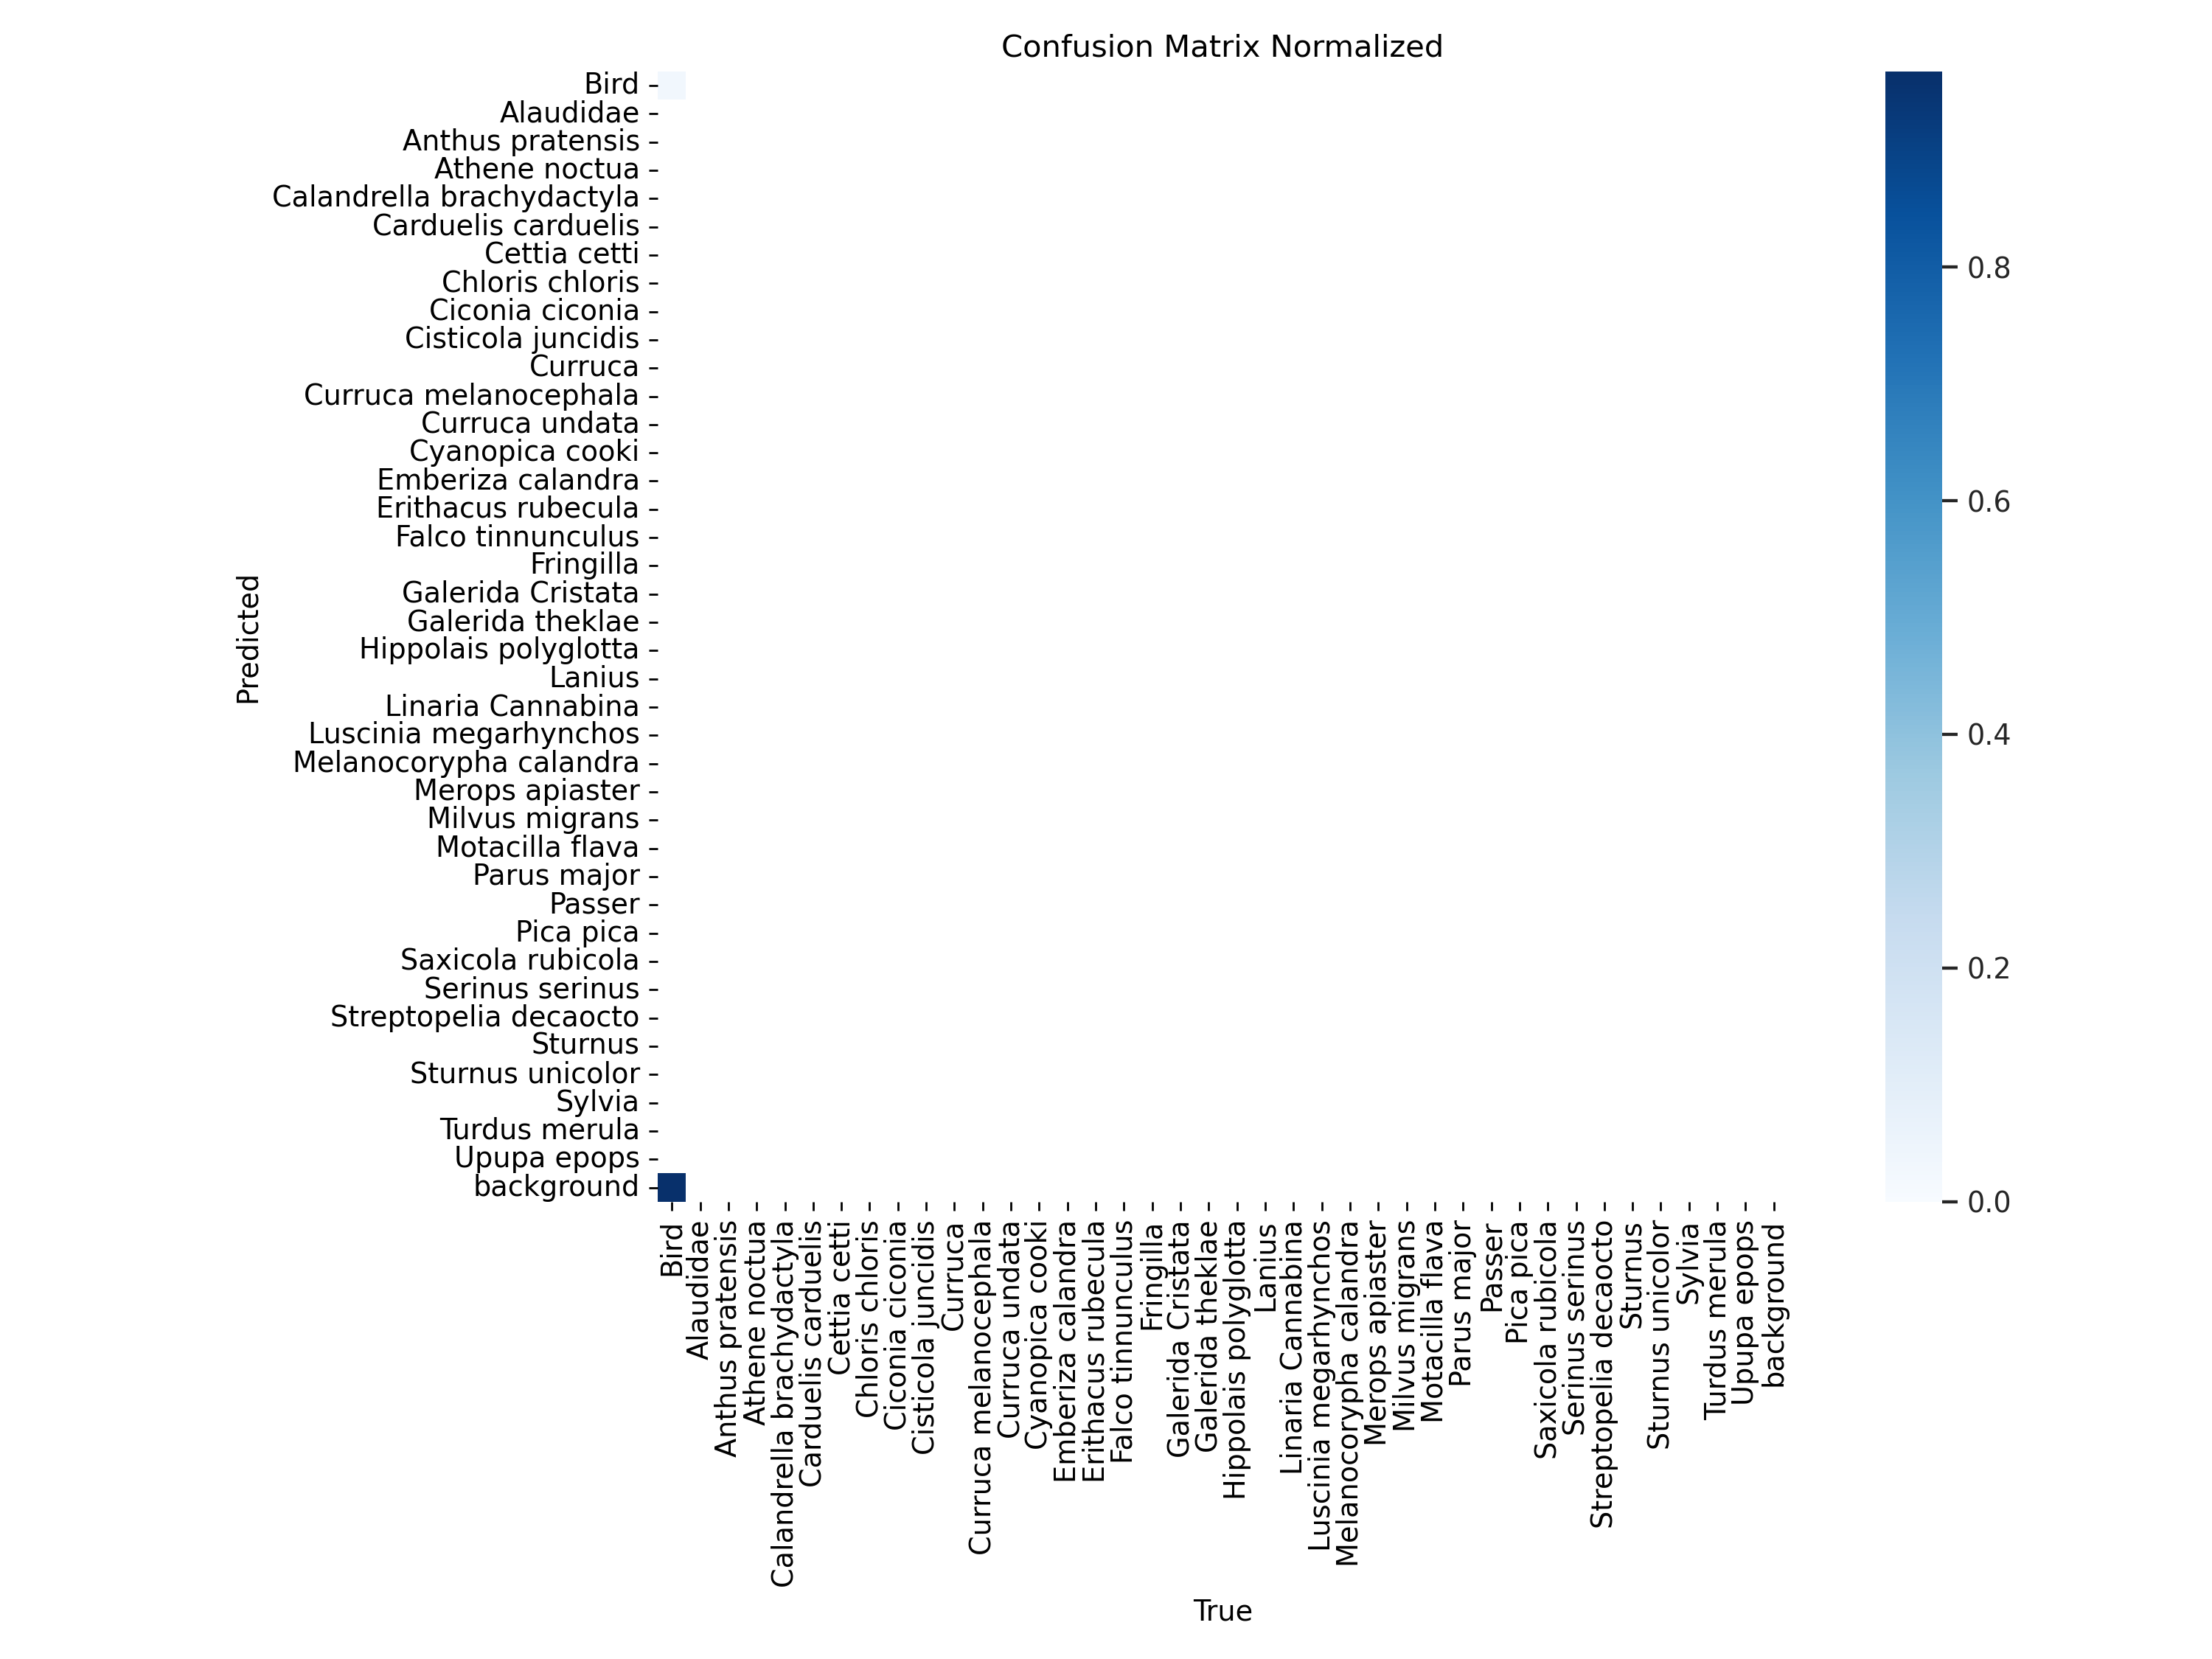 Confusion Matrix Normalized
Bird
Alaudidae
Anthus pratensis
Athene noctua
Calandrella brachydactyla
Carduelis carduelis
Cettia cetti
Chloris chloris
Ciconia ciconia
Cisticola juncidis
Curruca
Curruca melanocephala
Curruca undata
Cyanopica cooki
Emberiza calandra
Erithacus rubecula
Falco tinnunculus
Fringilla
Galerida Cristata
Galerida theklae
Hippolais polyglotta
Lanius
Linaria Cannabina
Luscinia megarhynchos
Melanocorypha calandra
Merops apiaster
Milvus migrans
Motacilla flava
Parus major
Passer
Pica pica
Saxicola rubicola
Serinus serinus
Streptopelia decaocto
Sturnus
Sturnus unicolor
Sylvia
Turdus merula
Upupa epops
background
Predicted
Bird
Alaudidae
Anthus pratensis
Athene noctua
Calandrella brachydactyla
Carduelis carduelis
Cettia cetti
Chloris chloris
Ciconia ciconia
Cisticola juncidis
Curruca
Curruca melanocephala
Curruca undata
Cyanopica cooki
Emberiza calandra
Erithacus rubecula
Falco tinnunculus
Fringilla
Galerida Cristata
Galerida theklae
Hippolais polyglotta
Lanius
Linaria Cannabina
Luscinia megarhynchos
Melanocorypha calandra
Merops apiaster
Milvus migrans
Motacilla flava
Parus major
Passer
Pica pica
Saxicola rubicola
Serinus serinus
Streptopelia decaocto
Sturnus
Sturnus unicolor
Sylvia
Turdus merula
Upupa epops
background
True
0.8
0.6
0.4
0.2
0.0